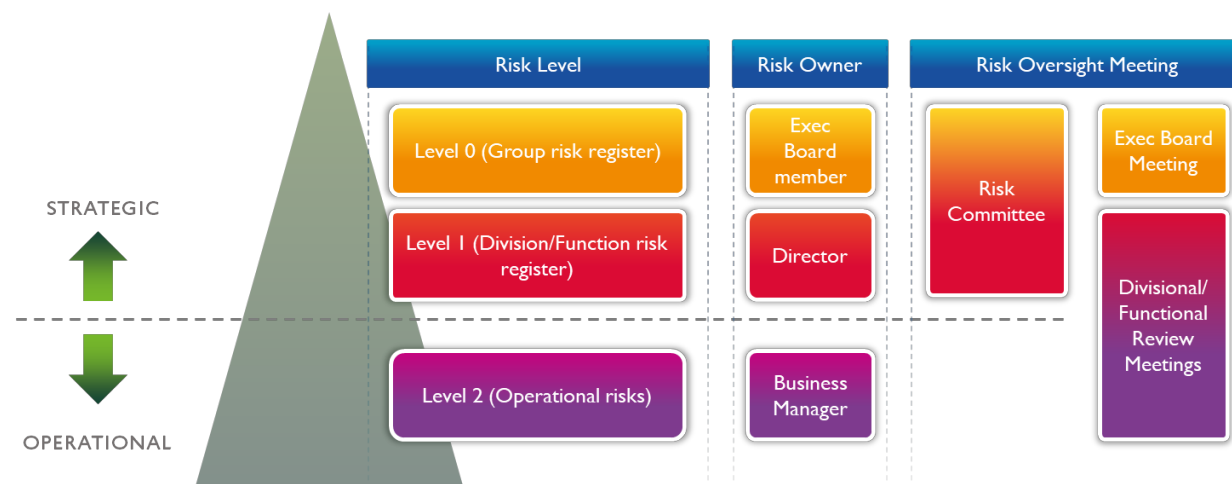 Risk Level
Risk Owner
Risk Oversight Meeting
Level 0 (Group risk register)
Exec
Board
member
Risk
Committee
Exec Board
Meeting
STRATEGIC
Level 1 (Division/Function risk
register)
Director
Divisional/
Functional
Review
Meetings
OPERATIONAL
Level 2 (Operational risks)
Business
Manager